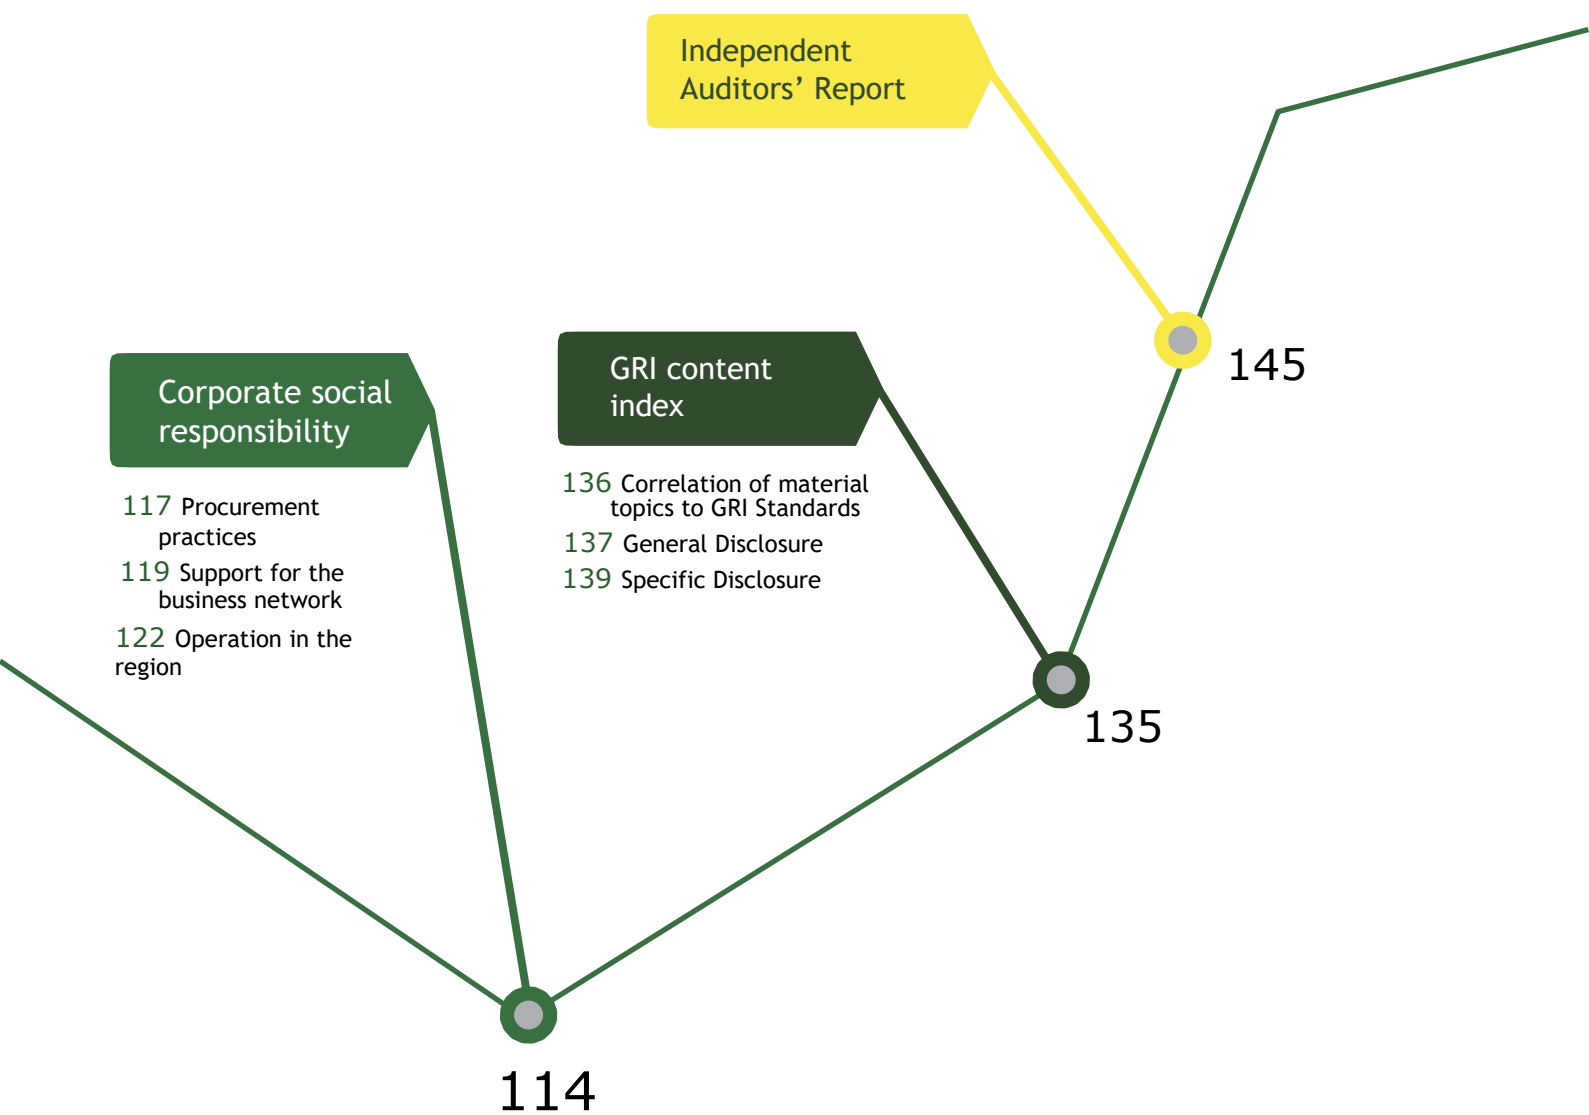 Independent
Auditors’ Report
145
Corporate social
responsibility
117 Procurement
practices
119 Support for the
business network
122 Operation in the
region
114
GRI content
index
136 Correlation of material
topics to GRI Standards
137 General Disclosure
139 Specific Disclosure
135